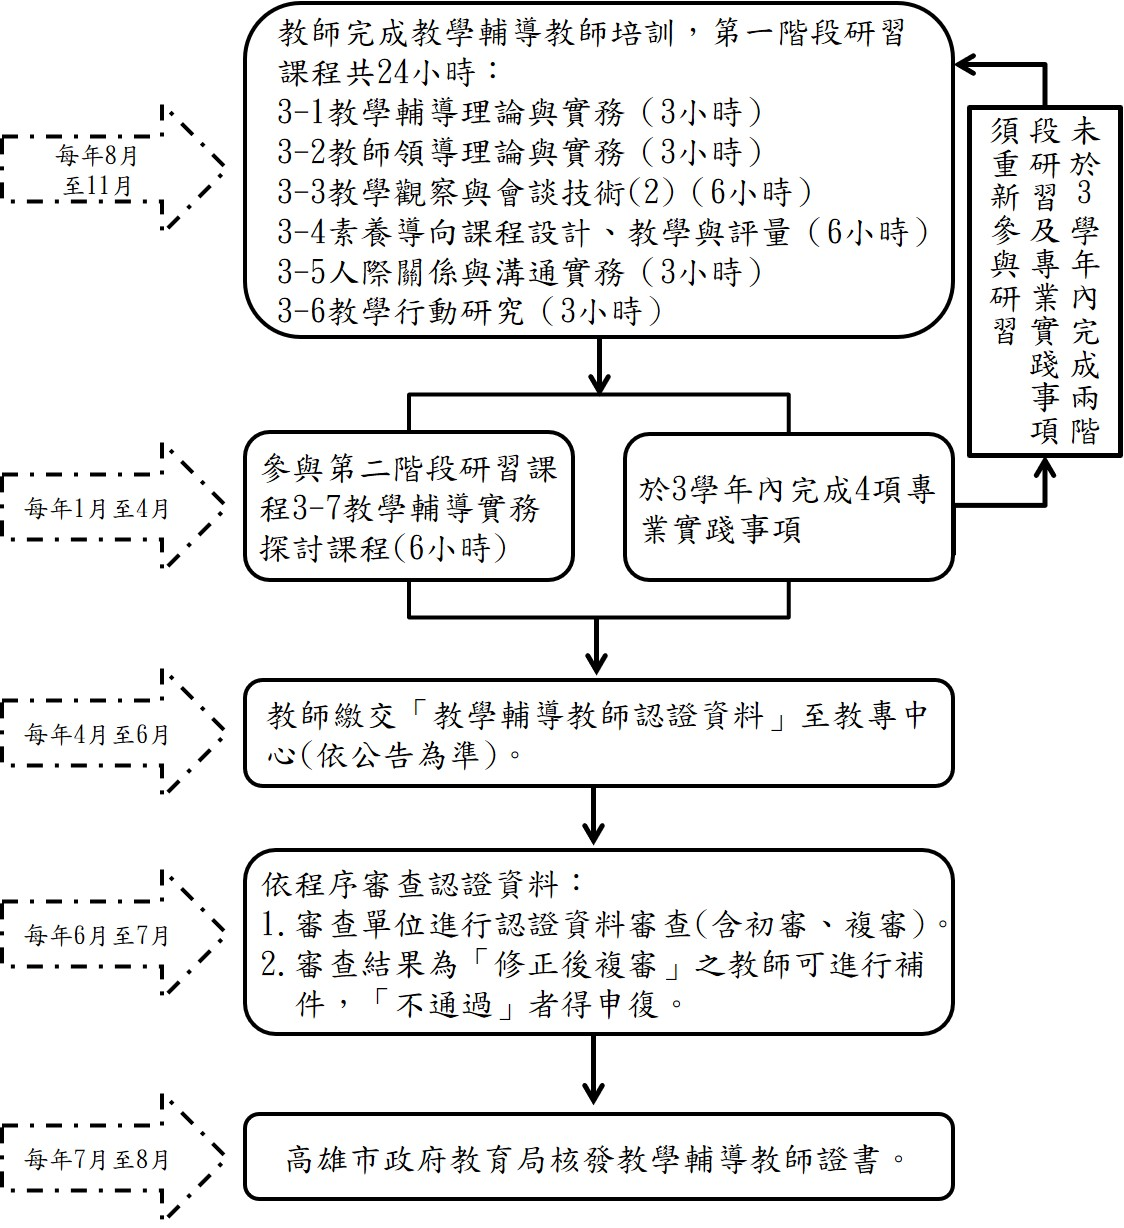 教師完成教學輔導教師培訓，第一階段研習
課程共24小時：
3-1教學輔導理論與實務（3小時）
3-2教師領導理論與實務（3小時）
3-3教學觀察與會談技術(2)（6小時）
3-4素養導向課程設計、教學與評量（6小時）
3-5人際關係與溝通實務（3小時）
3-6教學行動研究（3小時）
每年8月
至11月
未於3學年內完成兩階
段研習及專業實踐事項
須重新參與研習
每年1月至4月
參與第二階段研習課
程3-7教學輔導實務
探討課程(6小時)
於3學年內完成4項專
業實踐事項
每年4月至6月
教師繳交「教學輔導教師認證資料」至教專中
心(依公告為準)。
每年6月至7月
依程序審查認證資料：
1.審查單位進行認證資料審查(含初審、複審)。
2.審查結果為「修正後複審」之教師可進行補
件，「不通過」者得申復。
每年7月至8月
高雄市政府教育局核發教學輔導教師證書。